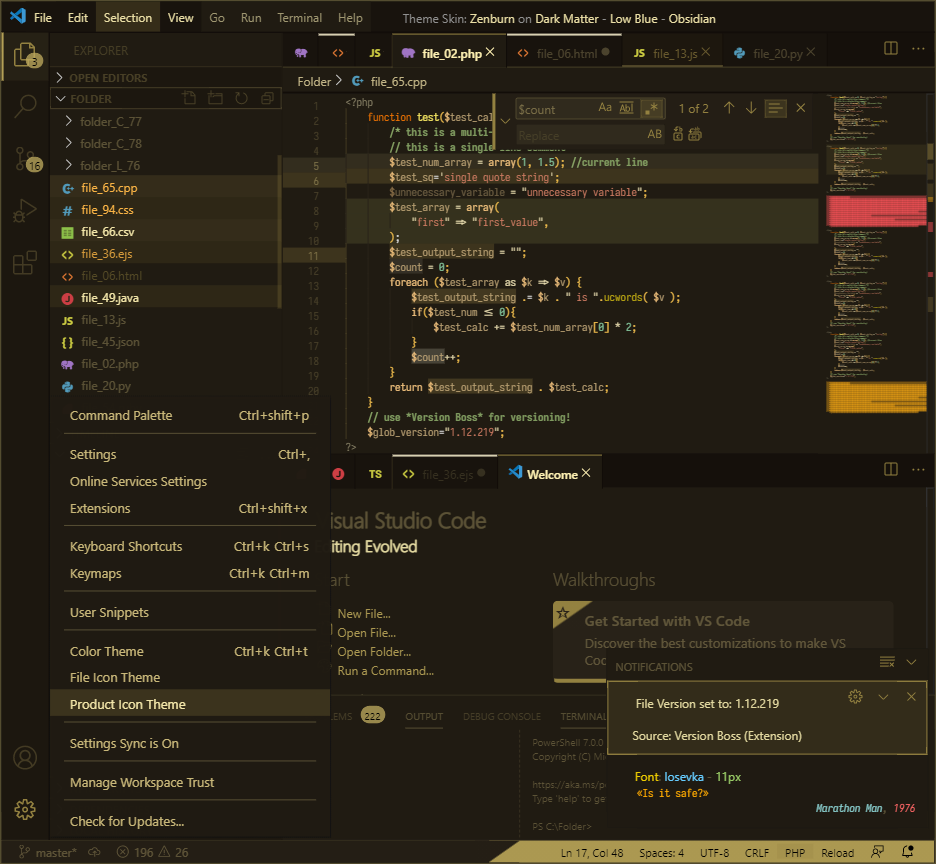 File Edit Selection View Go Run Terminal Help Theme Skin: Zenburn on Dark Matter - Low Blue - Obsidian
3
EXPLORER
OPEN EDITORS
FOLDER
folder_C_77
folder_C_78
folder_L_76
file_65.cpp
file_94.css
file_66.csv
file_36.ejs
file_06.html
file_49.java
file_13.js
file_45.json
file_02.php
file_20.py
16
JS file_02.php file_06.html JS file_13.js file_20.py
Folder file_65.cpp
$count Aa Abl .* 1 of 2
Replace AB
1
2
3
4
5
6
7
8
9
10
11
12
13
14
15
16
17
18
19
20
<?php
function test($test_cal
/* this is a multi-
// this is a single line comment
$test_num_array = array(1, 1.5); //current line
$test_sq='single quote string';
$unnecessary_variable = "unnecessary variable";
$test_array = array(
"first" => "first_value",
);
$test_output_string = "";
$count = 0;
foreach ($test_array as $k => $v) {
$test_output_string .= $k . " is ".ucwords( $v );
if($test_num <= 0){
$test_calc += $test_num_array[0] * 2;
}
$count++;
}
return $test_output_string . $test_calc;
}
// use *Version Boss* for versioning!
$glob_version="1.12.219";
?>
Command Palette Ctrl+shift+p
Settings Ctrl+,
Online Services Settings
Extensions Ctrl+shift+x
Keyboard Shortcuts Ctrl+k Ctrl+s
Keymaps Ctrl+k Ctrl+m
User Snippets
Color Theme Ctrl+k Ctrl+t
File Icon Theme
Product Icon Theme
Settings Sync is On
Manage Workspace Trust
Check for Updates...
TS file_36.ejs Welcome
isual Studio Code
iting Evolved
art
New File...
Open File...
Open Folder...
Run a Command...
Walkthroughs
Get Started with VS Code
Discover the best customizations to make VS
Coc
NOTIFICATIONS
File Version set to: 1.12.219
Source: Version Boss (Extension)
LEMS 222 OUTPUT DEBUG CONSOLE TERMINAL
PowerShell 7.0.0
Copyright (C) Mi
https://aka.ms/p
Type 'help' to ge
PS C:\Folder>
Font: Iosevka - 11px
«Is it safe?»
Marathon Man, 1976
master* 196 26 Ln 17, Col 48 Spaces: 4 UTF-8 CRLF PHP Reload